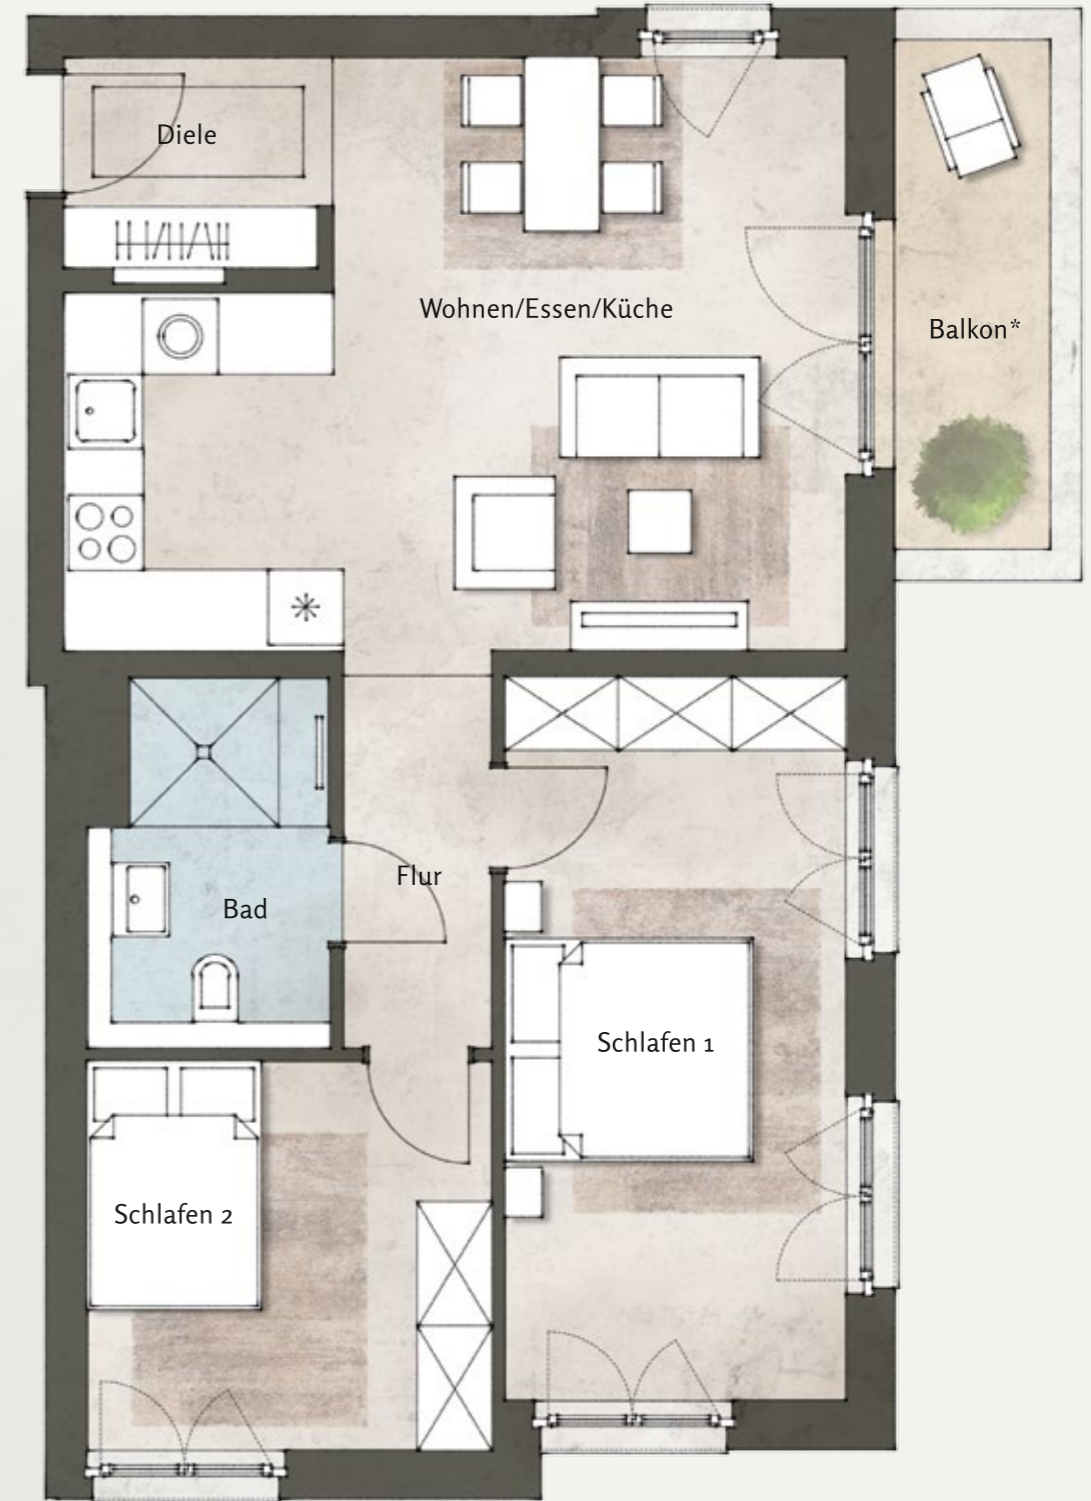 Diele
Wohnen/Essen/Küche
Balkon*
Flur
Bad
Schlafen 1
Schlafen 2